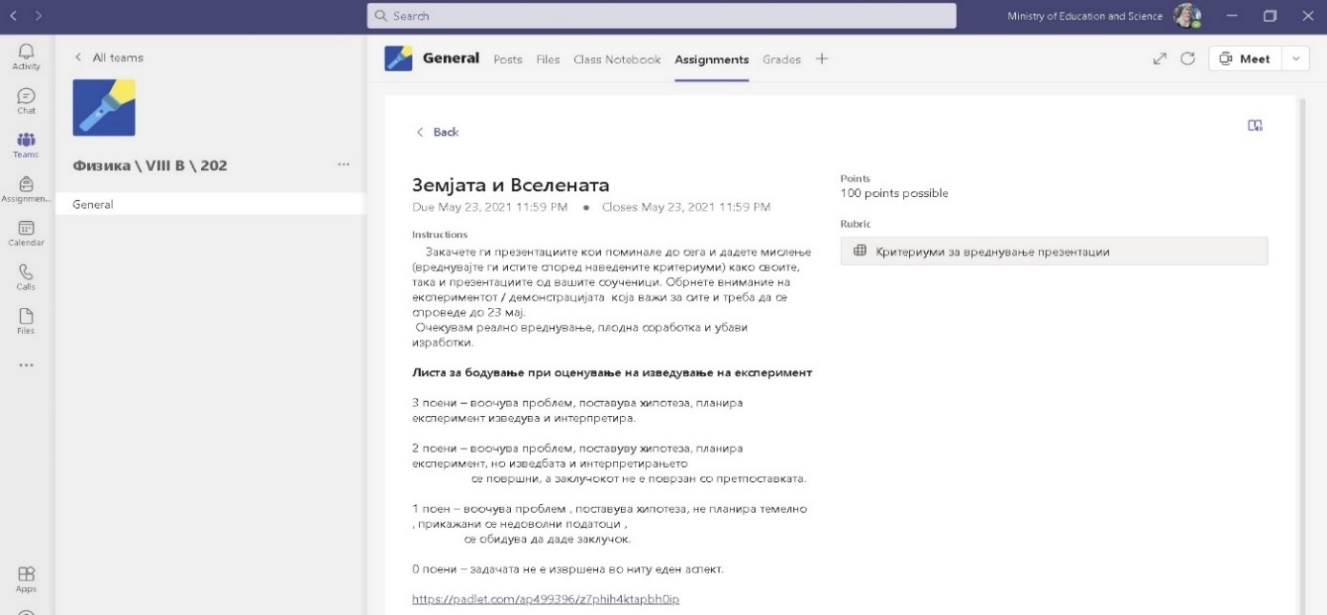 Search
Ministry of Education and Science
Activity
Chat
Teams
Assignmen...
Calendar
Calls
Files
Apps
All teams
Физика \ VIII В \ 202
General
General Posts Files Class Notebook Assignments Grades
Meet
Back
Земјата и Вселената
Due May 23, 2021 11:59 PM • Closes May 23, 2021 11:59 PM
Instructions
Закачете ги презентациите кои поминале до сега и дадете мислење
(вреднувајте ги истите според наведените критериуми) како своите,
така и презентациите од вашите соученици. Обрнете внимание на
експериментот / демонстрацијата која важи за сите и треба да се
спроведе до 23 мај.
Очекувам реално вреднување, плодна соработка и убави
изработки.
Листа за бодување при оценување на изведување на експеримент
3 поени – воочува проблем, поставува хипотеза, планира
експеримент изведува и интерпретира.
2 поени – воочува проблем, поставуву хипотеза, планира
експеримент, но изведбата и интерпретирањето
се површни, а заклучокот не е поврзан со претпоставката.
1 поен – воочува проблем , поставува хипотеза, не планира темелно
, прикажани се недоволни податоци ,
се обидува да даде заклучок.
0 поени – задачата не е извршена во ниту еден аспект.
https://padlet.com/ap499396/z7phih4ktapbh0ip
Points
100 points possible
Rubric
Критериуми за вреднување презентации